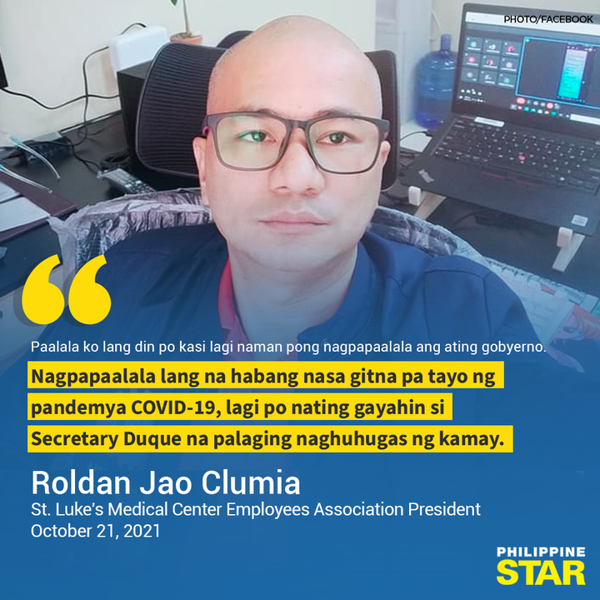 PHOTO/FACEBOOK
Paalala ko lang din po kasi lagi naman pong nagpapaalala ang ating gobyerno.
Nagpapaalala lang na habang nasa gitna pa tayo ng
pandemya COVID-19, lagi po nating gayahin si
Secretary Duque na palaging naghuhugas ng kamay.
Roldan Jao Clumia
St. Luke's Medical Center Employees Association President
October 21, 2021
PHILIPPINE
STAR